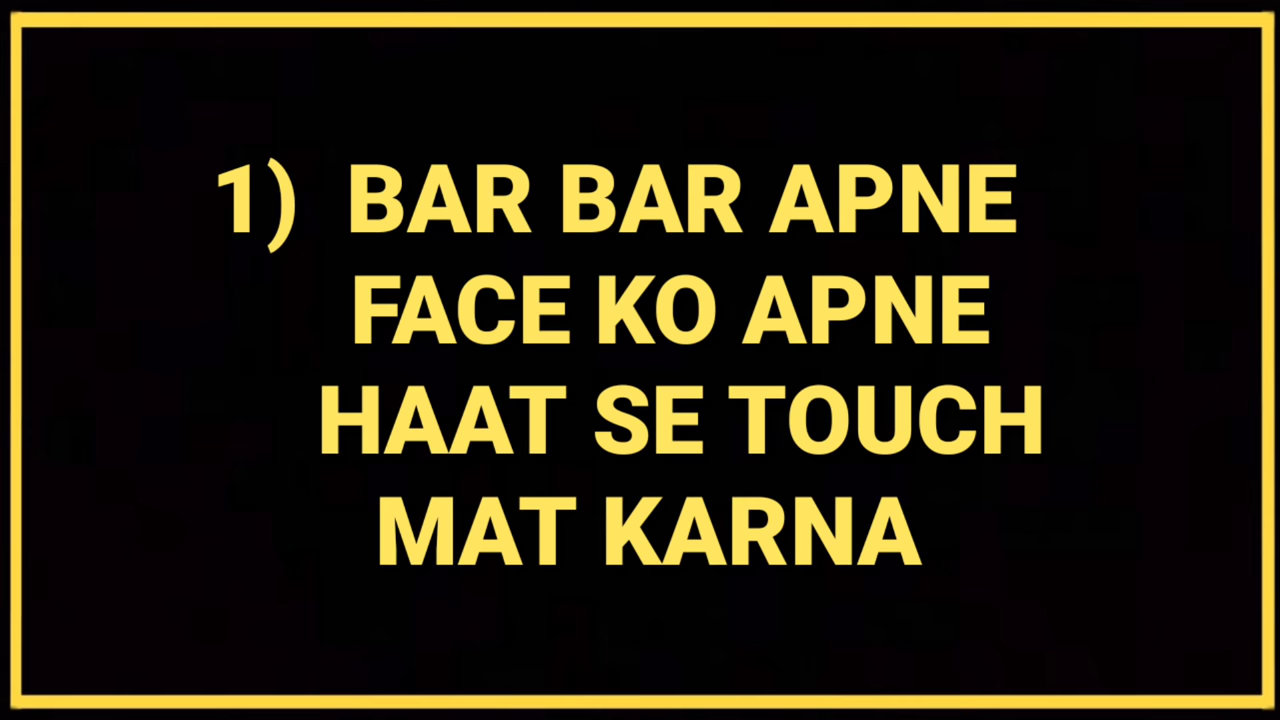 1) BAR BAR APNE
FACE KO APNE
HAAT SE TOUCH
MAT KARNA